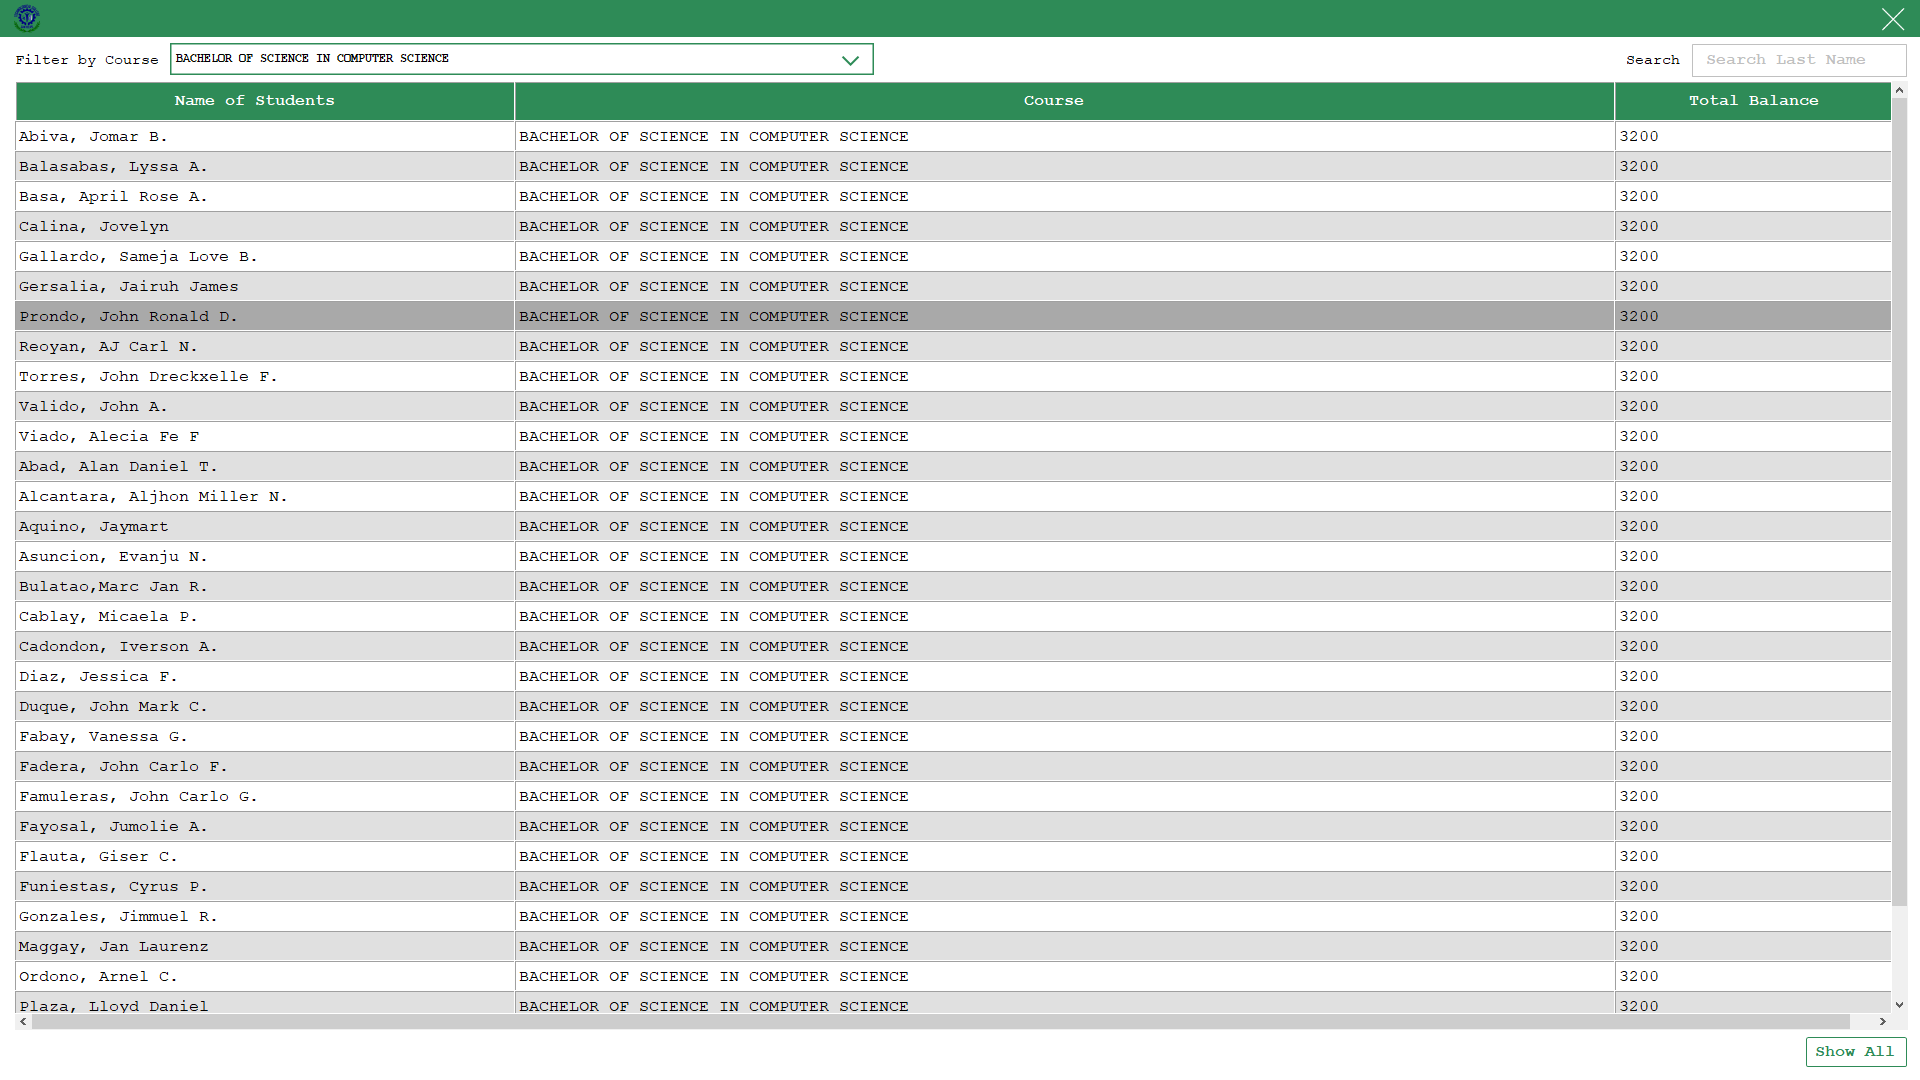 Filter by Course BACHELOR OF SCIENCE IN COMPUTER SCIENCE Search Search Last Name
Name of Students Course Total Balance
Abiva, Jomar B. BACHELOR OF SCIENCE IN COMPUTER SCIENCE 3200
Balasabas, Lyssa A. BACHELOR OF SCIENCE IN COMPUTER SCIENCE 3200
Basa, April Rose A. BACHELOR OF SCIENCE IN COMPUTER SCIENCE 3200
Calina, Jovelyn BACHELOR OF SCIENCE IN COMPUTER SCIENCE 3200
Gallardo, Sameja Love B. BACHELOR OF SCIENCE IN COMPUTER SCIENCE 3200
Gersalia, Jairuh James BACHELOR OF SCIENCE IN COMPUTER SCIENCE 3200
Prondo, John Ronald D. BACHELOR OF SCIENCE IN COMPUTER SCIENCE 3200
Reoyan, AJ Carl N. BACHELOR OF SCIENCE IN COMPUTER SCIENCE 3200
Torres, John Dreckxelle F. BACHELOR OF SCIENCE IN COMPUTER SCIENCE 3200
Valido, John A. BACHELOR OF SCIENCE IN COMPUTER SCIENCE 3200
Viado, Alecia Fe F BACHELOR OF SCIENCE IN COMPUTER SCIENCE 3200
Abad, Alan Daniel T. BACHELOR OF SCIENCE IN COMPUTER SCIENCE 3200
Alcantara, Aljhon Miller N. BACHELOR OF SCIENCE IN COMPUTER SCIENCE 3200
Aquino, Jaymart BACHELOR OF SCIENCE IN COMPUTER SCIENCE 3200
Asuncion, Evanju N. BACHELOR OF SCIENCE IN COMPUTER SCIENCE 3200
Bulatao,Marc Jan R. BACHELOR OF SCIENCE IN COMPUTER SCIENCE 3200
Cablay, Micaela P. BACHELOR OF SCIENCE IN COMPUTER SCIENCE 3200
Cadondon, Iverson A. BACHELOR OF SCIENCE IN COMPUTER SCIENCE 3200
Diaz, Jessica F. BACHELOR OF SCIENCE IN COMPUTER SCIENCE 3200
Duque, John Mark C. BACHELOR OF SCIENCE IN COMPUTER SCIENCE 3200
Fabay, Vanessa G. BACHELOR OF SCIENCE IN COMPUTER SCIENCE 3200
Fadera, John Carlo F. BACHELOR OF SCIENCE IN COMPUTER SCIENCE 3200
Famuleras, John Carlo G. BACHELOR OF SCIENCE IN COMPUTER SCIENCE 3200
Fayosal, Jumolie A. BACHELOR OF SCIENCE IN COMPUTER SCIENCE 3200
Flauta, Giser C. BACHELOR OF SCIENCE IN COMPUTER SCIENCE 3200
Funiestas, Cyrus P. BACHELOR OF SCIENCE IN COMPUTER SCIENCE 3200
Gonzales, Jimmuel R. BACHELOR OF SCIENCE IN COMPUTER SCIENCE 3200
Maggay, Jan Laurenz BACHELOR OF SCIENCE IN COMPUTER SCIENCE 3200
Ordono, Arnel C. BACHELOR OF SCIENCE IN COMPUTER SCIENCE 3200
Plaza, Lloyd Daniel BACHELOR OF SCIENCE IN COMPUTER SCIENCE 3200
Show All